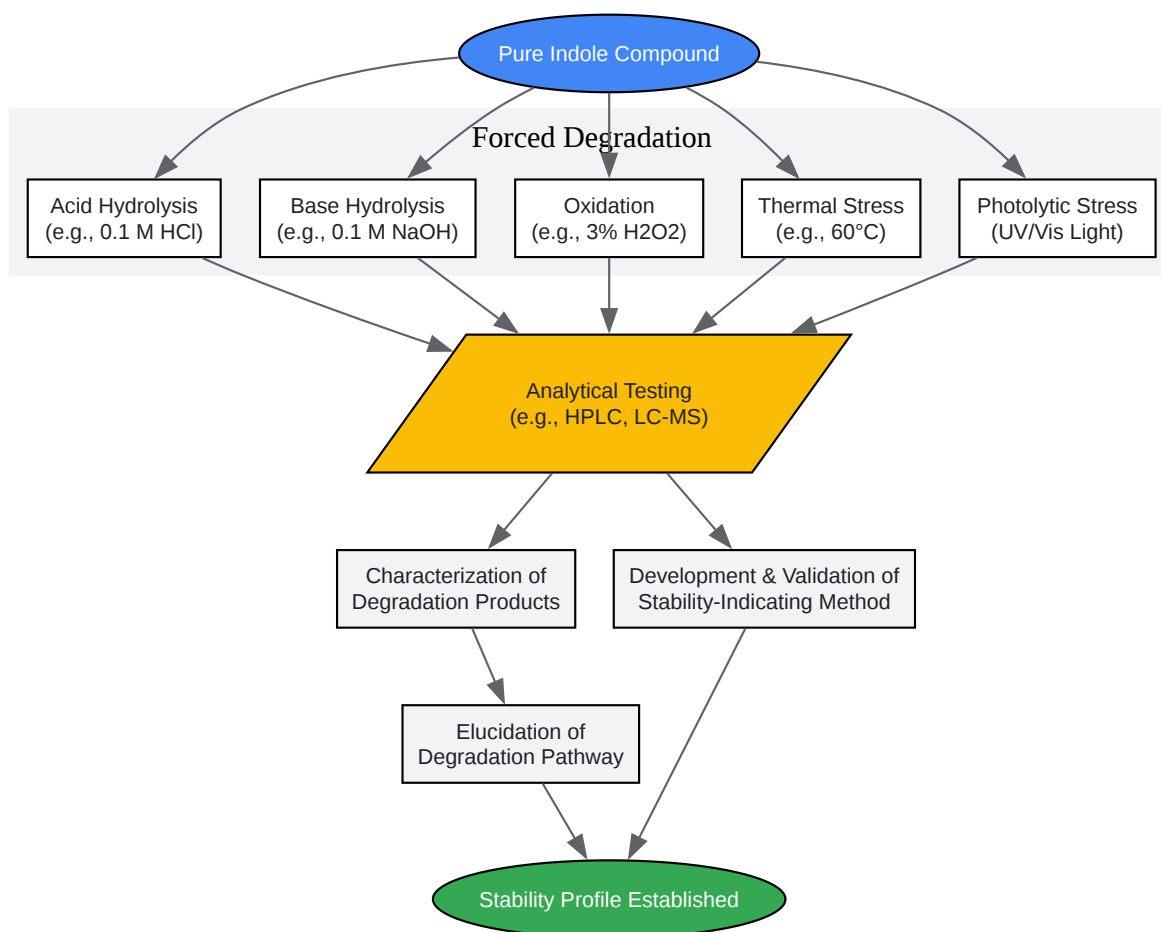 Pure Indole Compound
Forced Degradation
Acid Hydrolysis
(e.g., 0.1 M HCl)
Base Hydrolysis
(e.g., 0.1 M NaOH)
Oxidation
(e.g., 3% H2O2)
Thermal Stress
(e.g., 60°C)
Photolytic Stress
(UV/Vis Light)
Analytical Testing
(e.g., HPLC, LC-MS)
Characterization of
Degradation Products
Development & Validation of
Stability-Indicating Method
Elucidation of
Degradation Pathway
Stability Profile Established